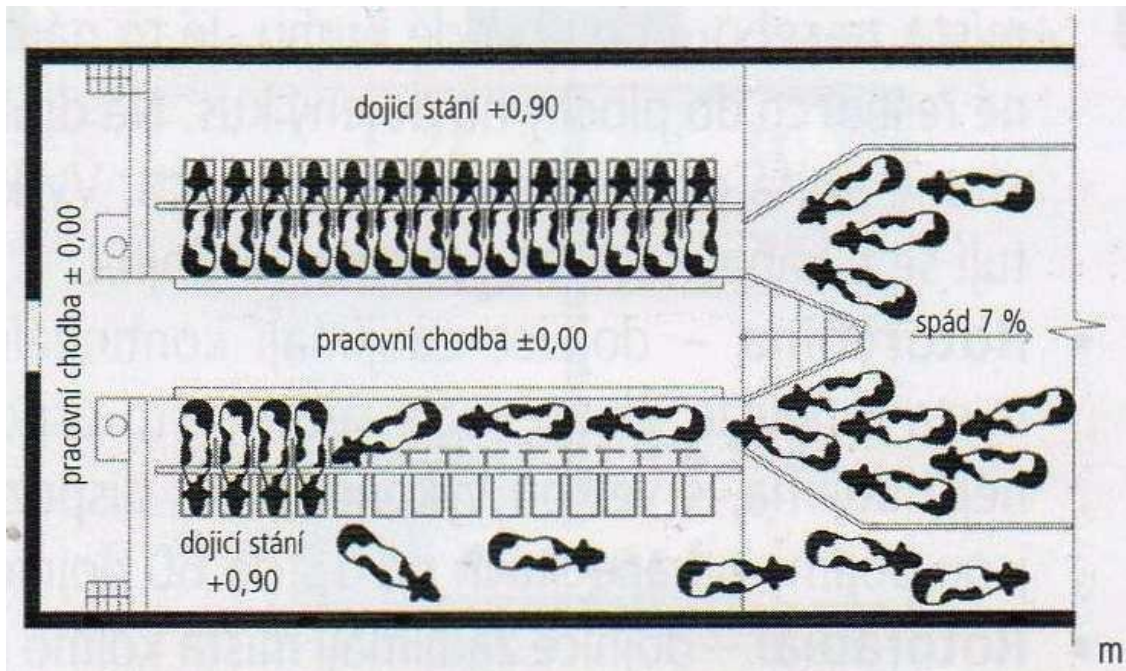 dojicí stání +0,90
pracovní chodba ± 0,00
pracovní chodba ±0,00
spád 7 %
dojicí stání
+0,90
m